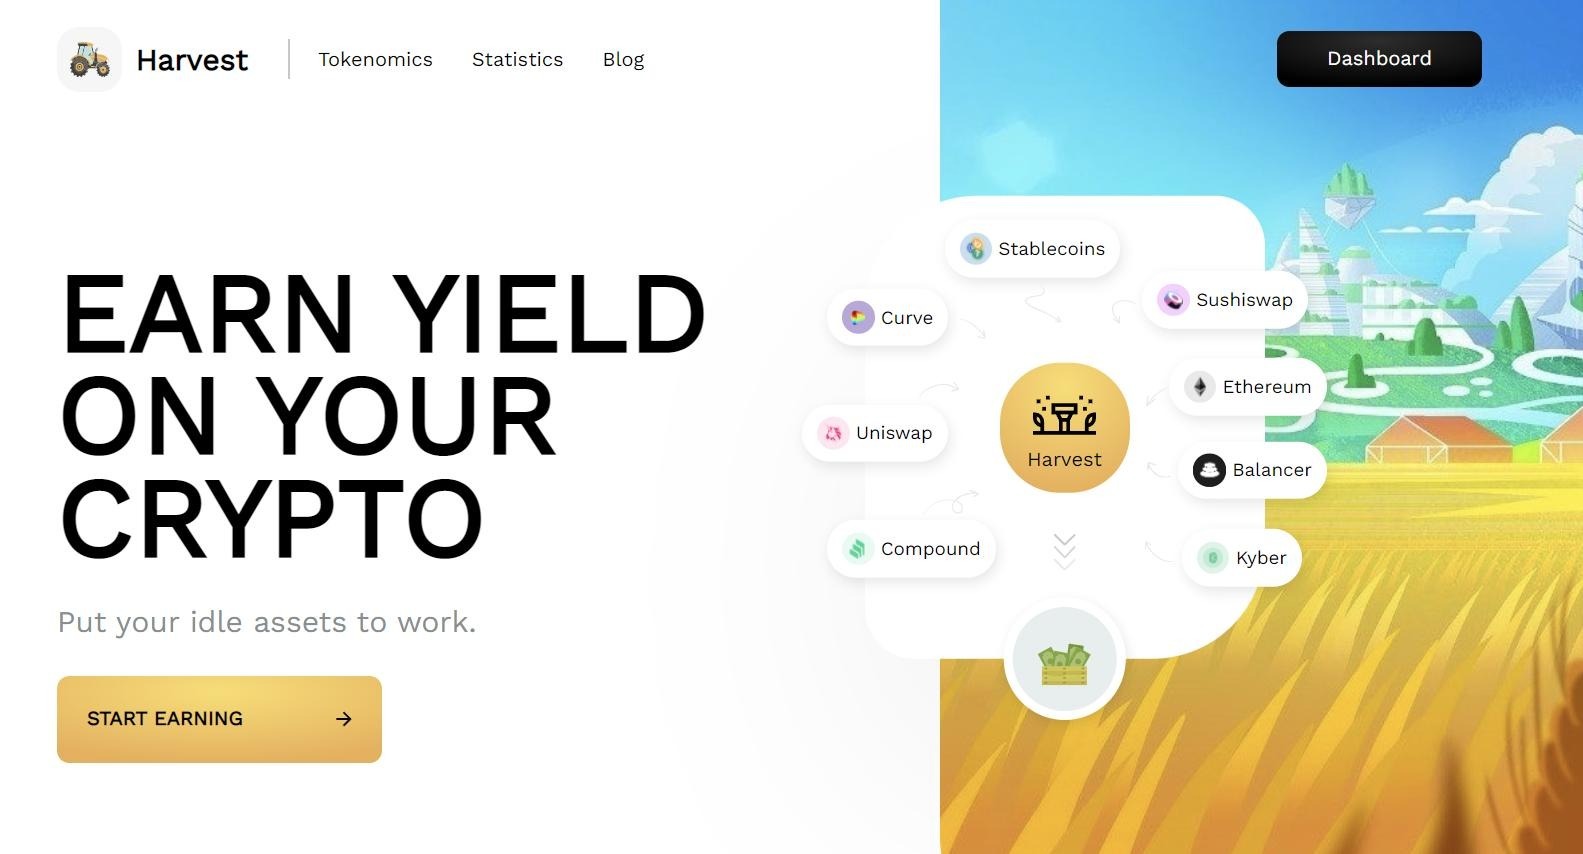 Harvest
Tokenomics
Statistics
Blog
Dashboard
EARN YIELD
ON YOUR
CRYPTO
Put your idle assets to work.
START EARNING
Stablecoins
Sushiswap
Curve
Ethereum
Uniswap
Harvest
Balancer
Compound
Kyber